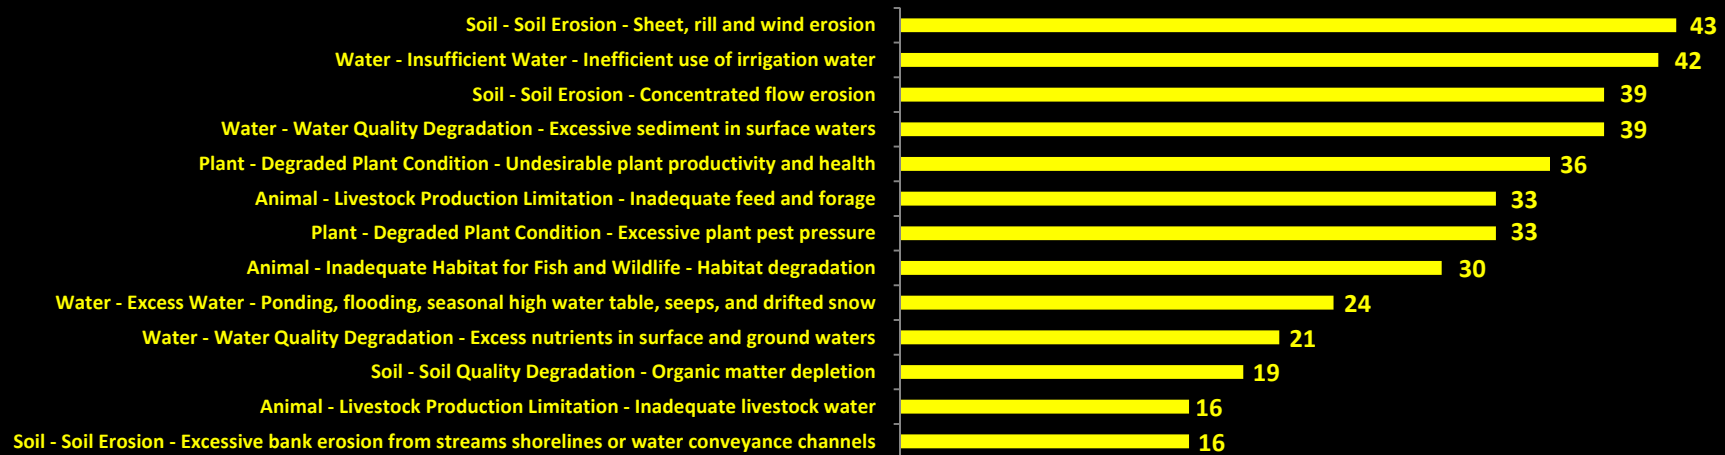 Soil - Soil Erosion - Sheet, rill and wind erosion 43
Water - Insufficient Water - Inefficient use of irrigation water 42
Soil - Soil Erosion - Concentrated flow erosion 39
Water - Water Quality Degradation - Excessive sediment in surface waters 39
Plant - Degraded Plant Condition - Undesirable plant productivity and health 36
Animal - Livestock Production Limitation - Inadequate feed and forage 33
Plant - Degraded Plant Condition - Excessive plant pest pressure 33
Animal - Inadequate Habitat for Fish and Wildlife - Habitat degradation 30
Water - Excess Water - Ponding, flooding, seasonal high water table, seeps, and drifted snow 24
Water - Water Quality Degradation - Excess nutrients in surface and ground waters 21
Soil - Soil Quality Degradation - Organic matter depletion 19
Animal - Livestock Production Limitation - Inadequate livestock water 16
Soil - Soil Erosion - Excessive bank erosion from streams shorelines or water conveyance channels 16